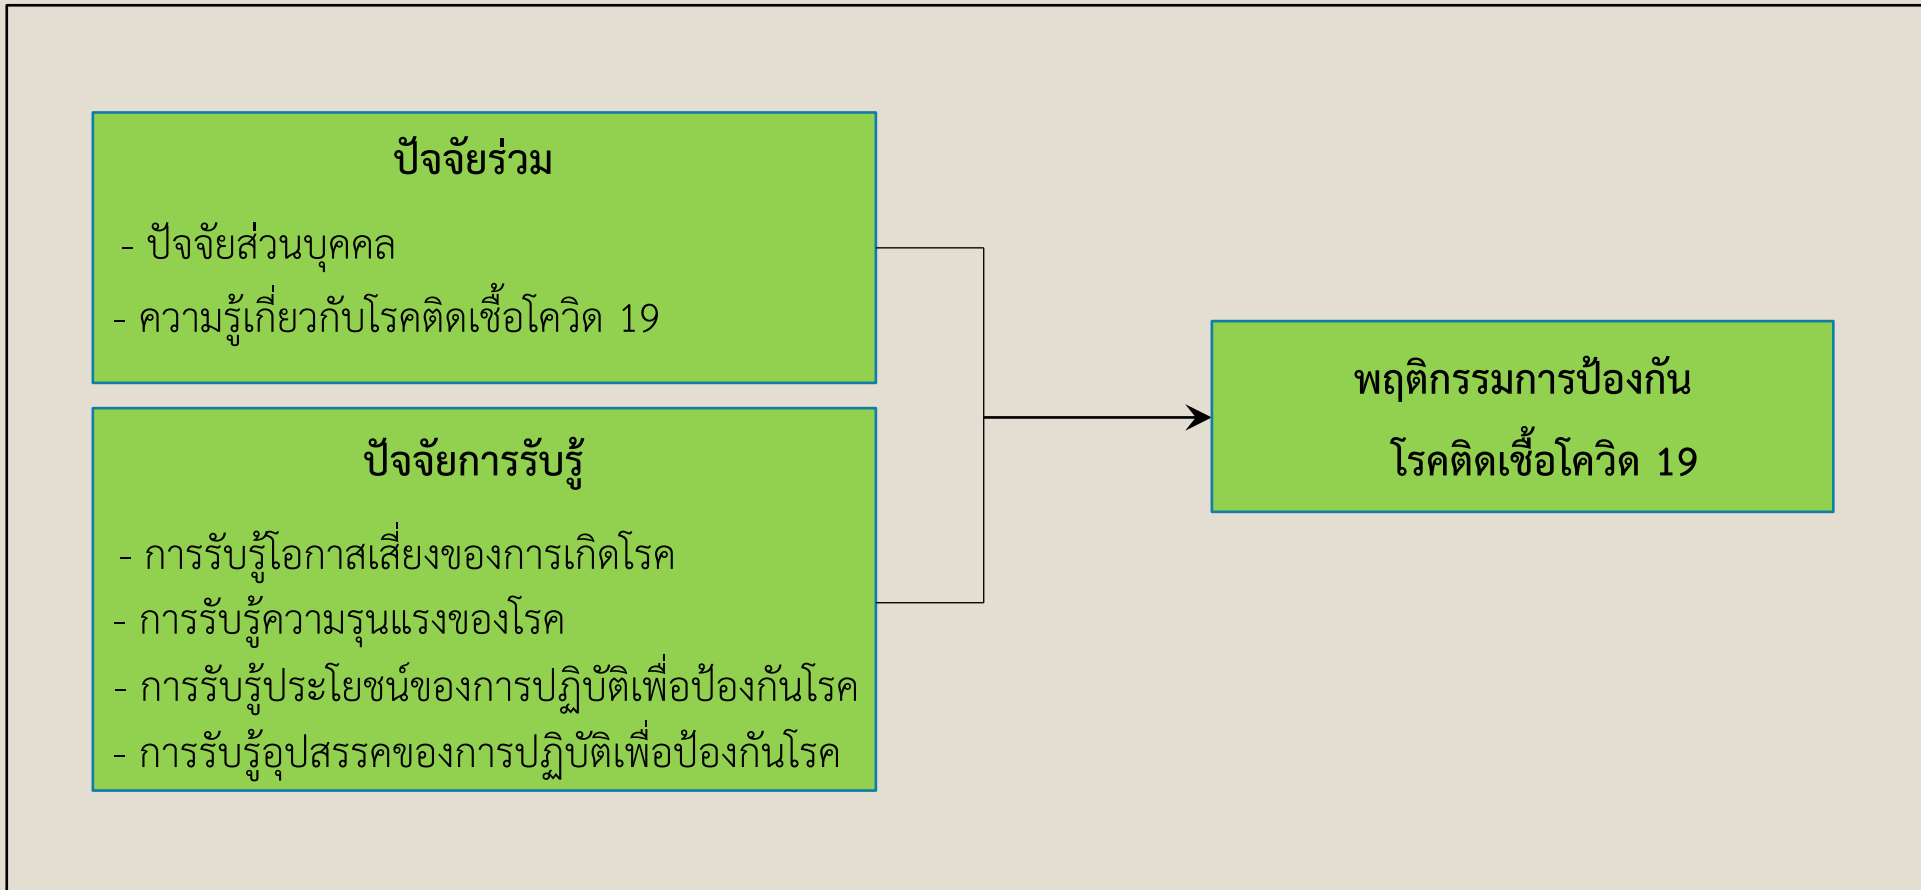 ปัจจัยร่วม
- ปัจจัยส่วนบุคคล
- ความรู้เกี่ยวกับโรคติดเชื้อโควิด 19
ปัจจัยการรับรู้
- การรับรู้โอกาสเสี่ยงของการเกิดโรค
- การรับรู้ความรุนแรงของโรค
- การรับรู้ประโยชน์ของการปฏิบัติเพื่อป้องกันโรค
- การรับรู้อุปสรรคของการปฏิบัติเพื่อป้องกันโรค
พฤติกรรมการป้องกัน
โรคติดเชื้อโควิด 19